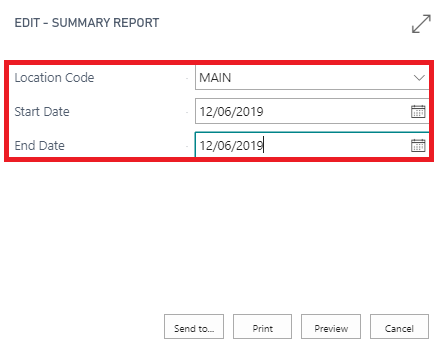 EDIT - SUMMARY REPORT
Location Code MAIN
Start Date 12/06/2019
End Date 12/06/2019
Send to... Print Preview Cancel